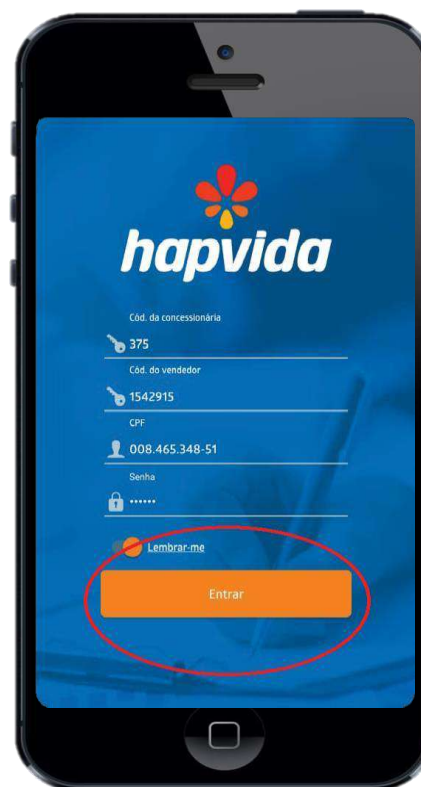 hapvida
Cód. da concessionária
375
Cód. do vendedor
1542915
CPF
008.465.348-51
Senha
••••••
Lembrar-me
Entrar